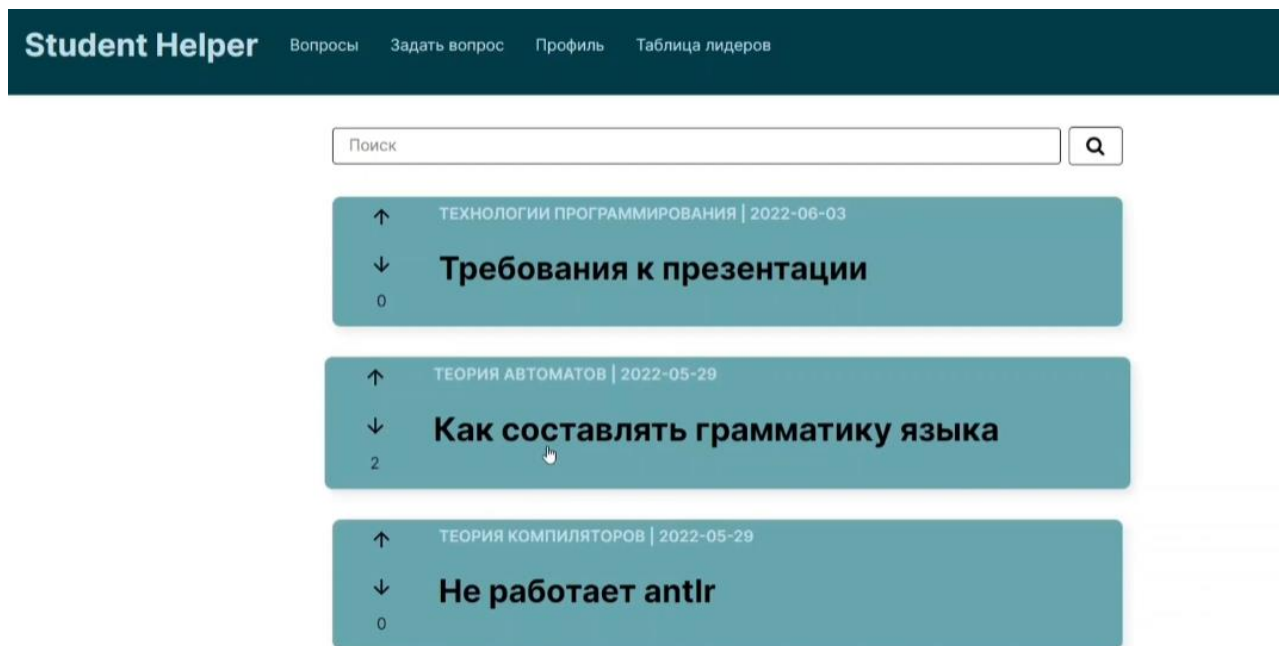 Student Helper Вопросы Задать вопрос Профиль Таблица лидеров
Поиск
ТЕХНОЛОГИИ ПРОГРАММИРОВАНИЯ | 2022-06-03
Требования к презентации
0
ТЕОРИЯ АВТОМАТОВ | 2022-05-29
Как составлять грамматику языка
2
ТЕОРИЯ КОМПИЛЯТОРОВ | 2022-05-29
Не работает antlr
0